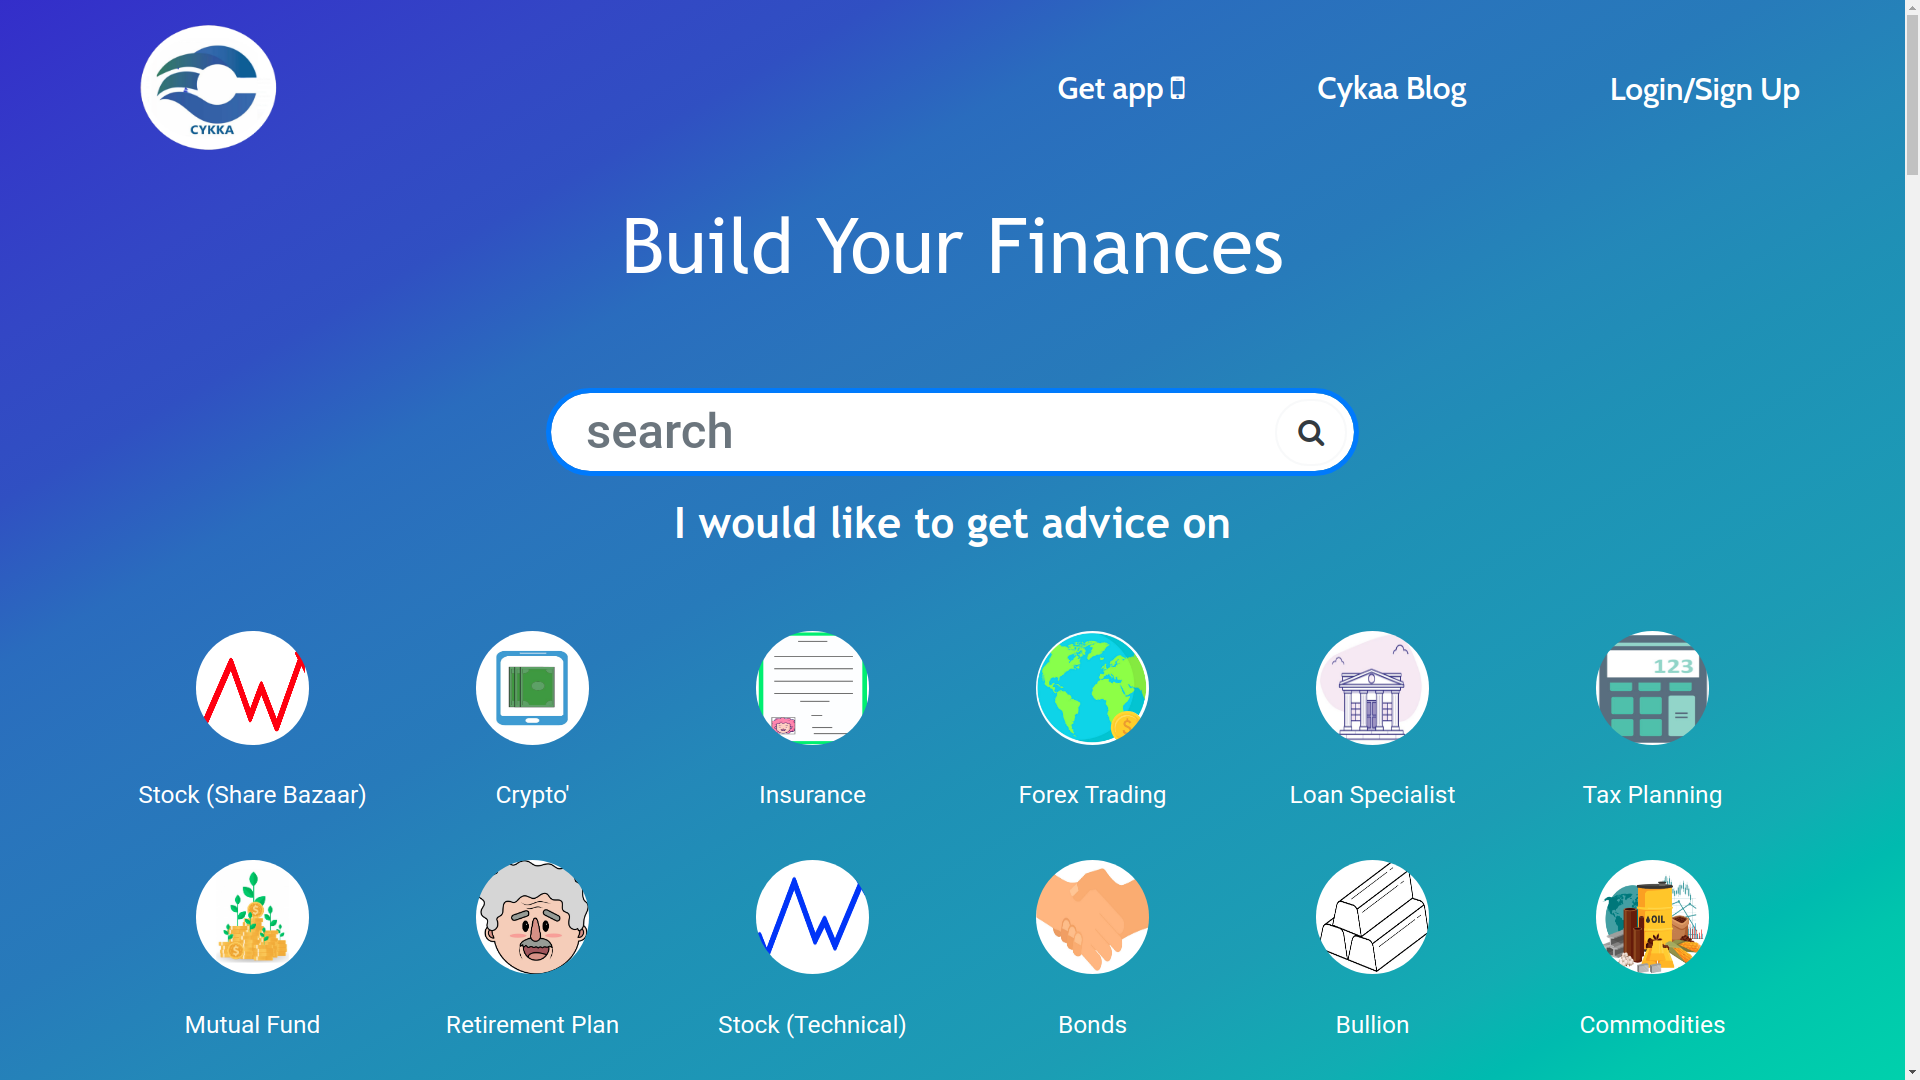 CYKKA
Get app
Cykaa Blog
Login/Sign Up
Build Your Finances
search
I would like to get advice on
123
Stock (Share Bazaar)
Crypto'
Insurance
Forex Trading
Loan Specialist
Tax Planning
OIL
Mutual Fund
Retirement Plan
Stock (Technical)
Bonds
Bullion
Commodities